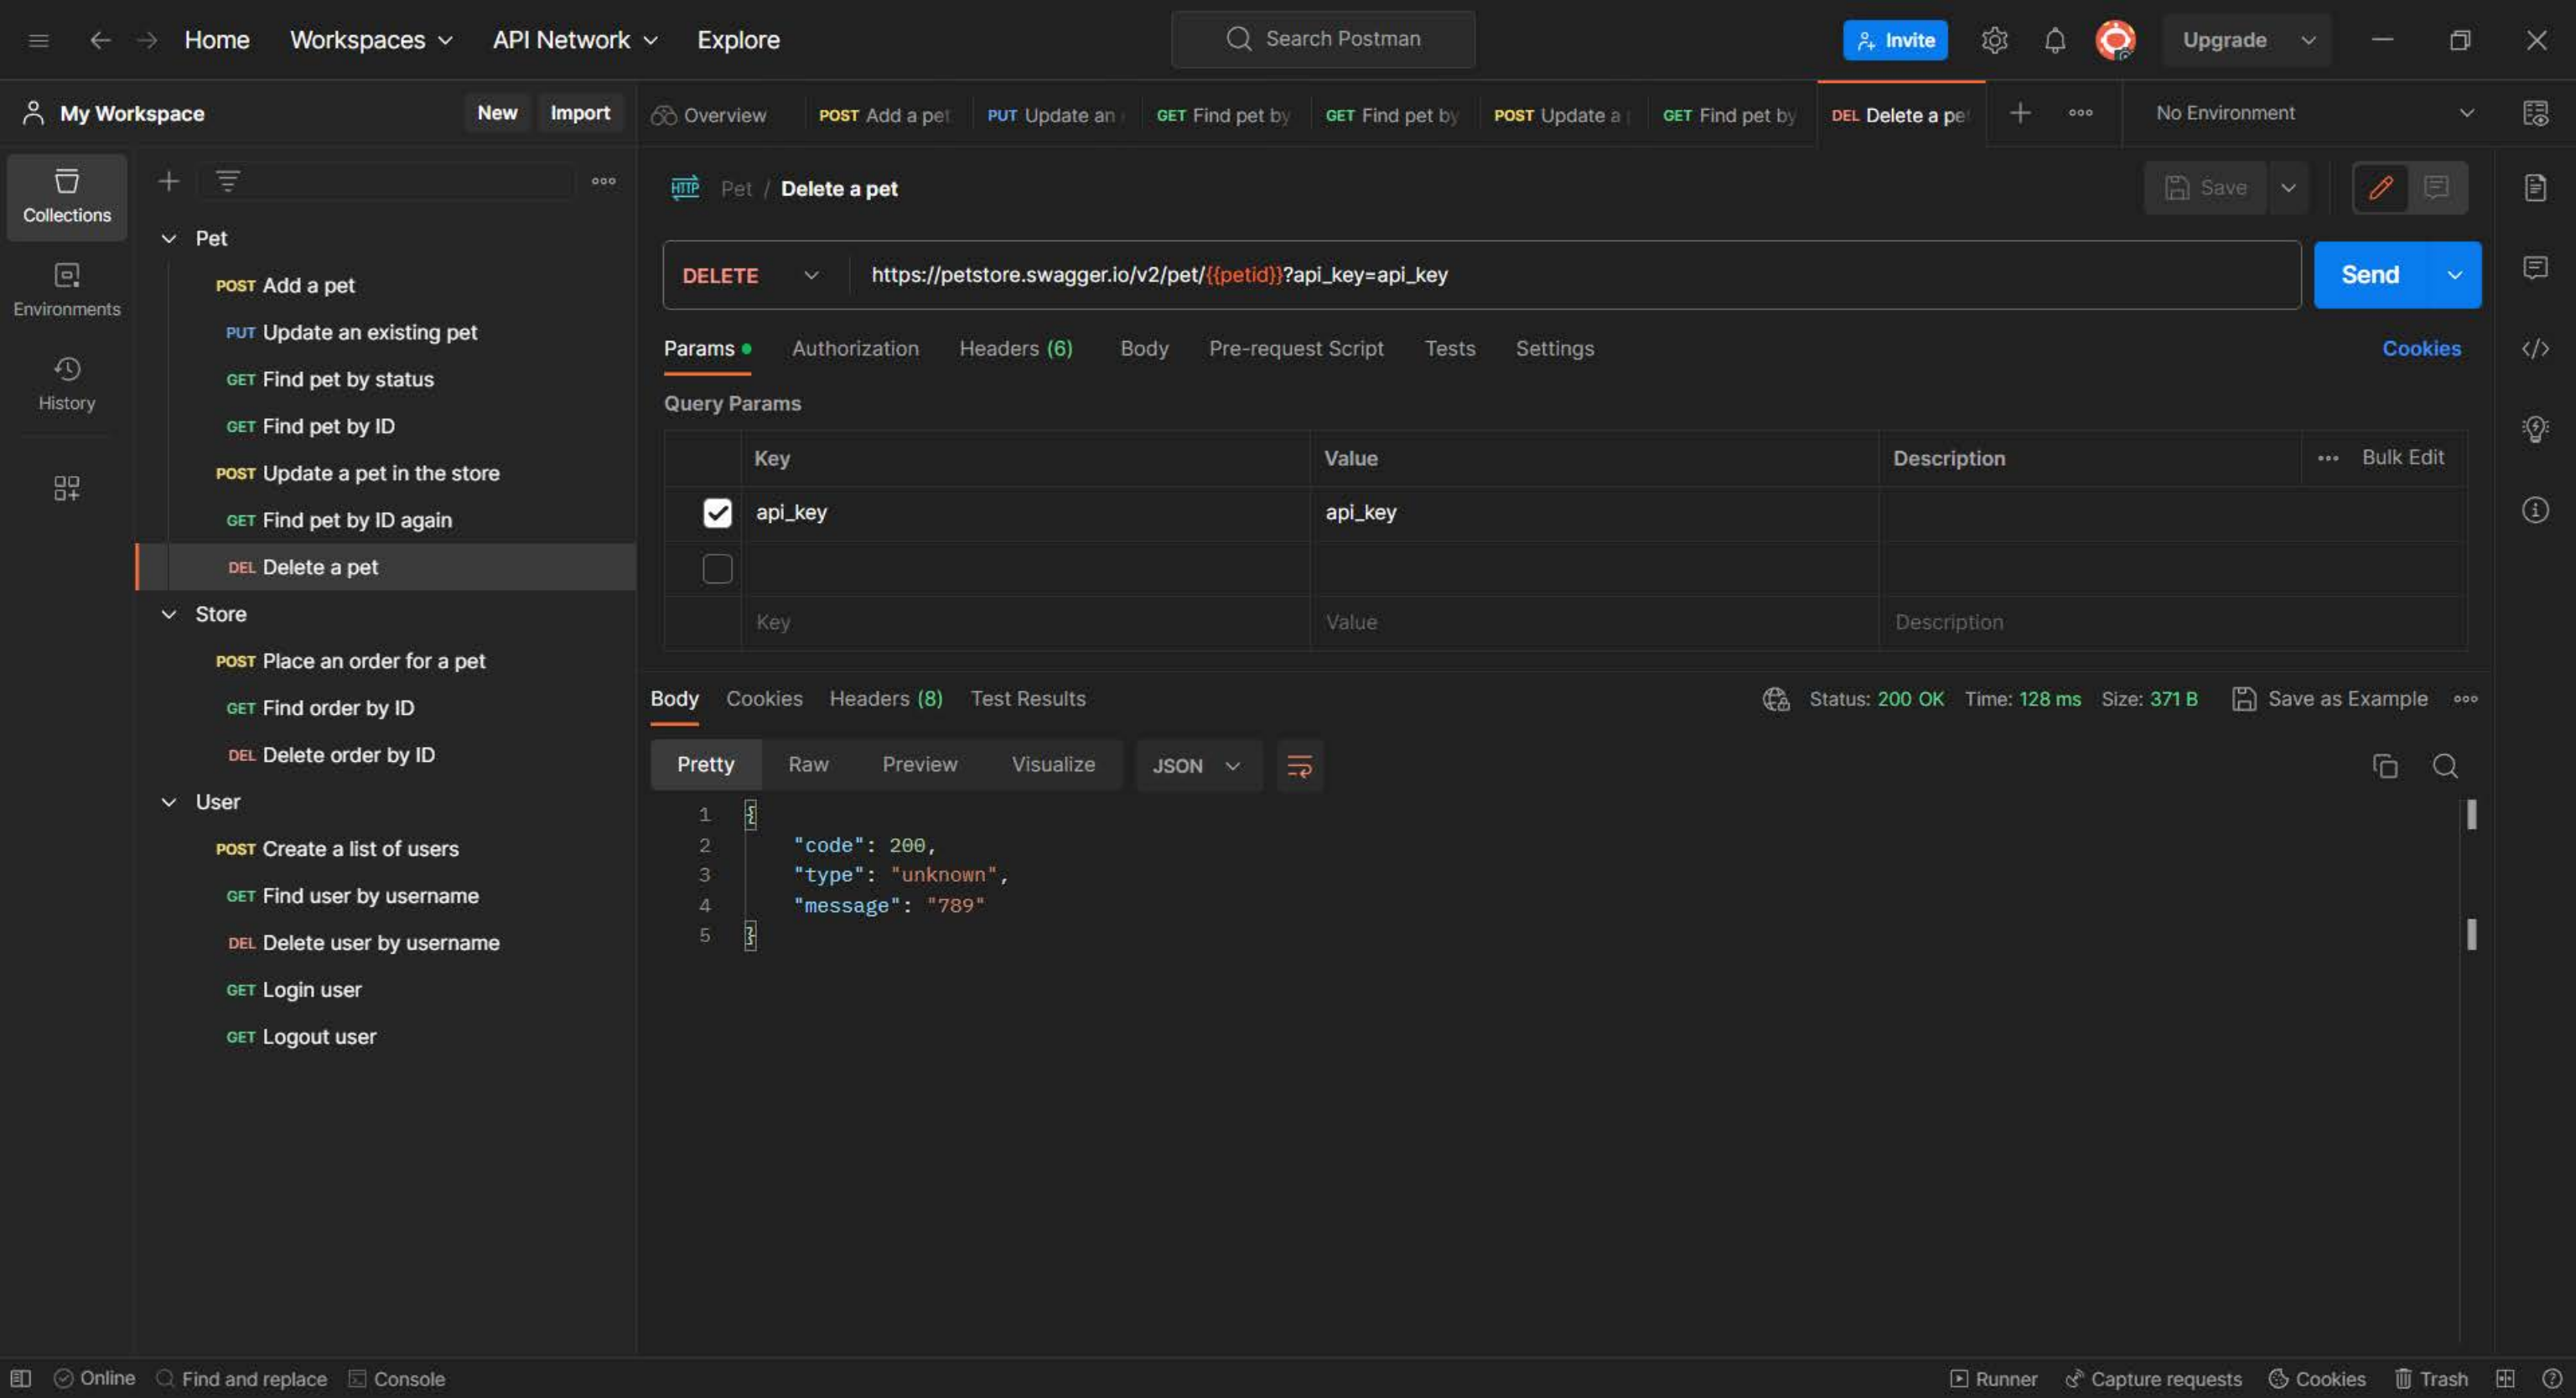 Home Workspaces API Network Explore Search Postman Invite Upgrade
My Workspace New Import
Overview POST Add a pet PUT Update an GET Find pet by GET Find pet by POST Update a GET Find pet by DEL Delete a pe No Environment
Collections
Environments
History
Pet
POST Add a pet
PUT Update an existing pet
GET Find pet by status
GET Find pet by ID
POST Update a pet in the store
GET Find pet by ID again
DEL Delete a pet
Store
POST Place an order for a pet
GET Find order by ID
DEL Delete order by ID
User
POST Create a list of users
GET Find user by username
DEL Delete user by username
GET Login user
GET Logout user
HTTP Pet / Delete a pet Save
DELETE https://petstore.swagger.io/v2/pet/{{petid}}?api_key=api_key Send
Params Authorization Headers (6) Body Pre-request Script Tests Settings Cookies
Query Params
Key Value Description Bulk Edit
api_key api_key
Key Value Description
Body Cookies Headers (8) Test Results Status: 200 OK Time: 128 ms Size: 371 B Save as Example
Pretty Raw Preview Visualize JSON
1 {
2 "code": 200,
3 "type": "unknown",
4 "message": "789"
5 }
Online Find and replace Console Runner Capture requests Cookies Trash